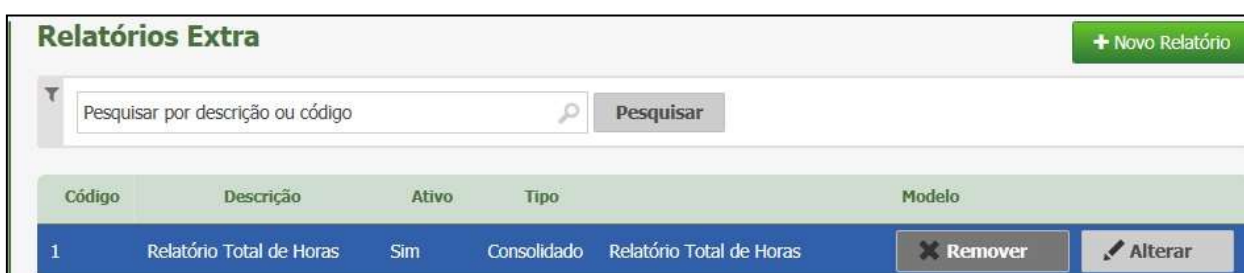 Relatórios Extra
+ Novo Relatório
Pesquisar por descrição ou código Pesquisar
Código Descrição Ativo Tipo Modelo
1 Relatório Total de Horas Sim Consolidado Relatório Total de Horas Remover Alterar